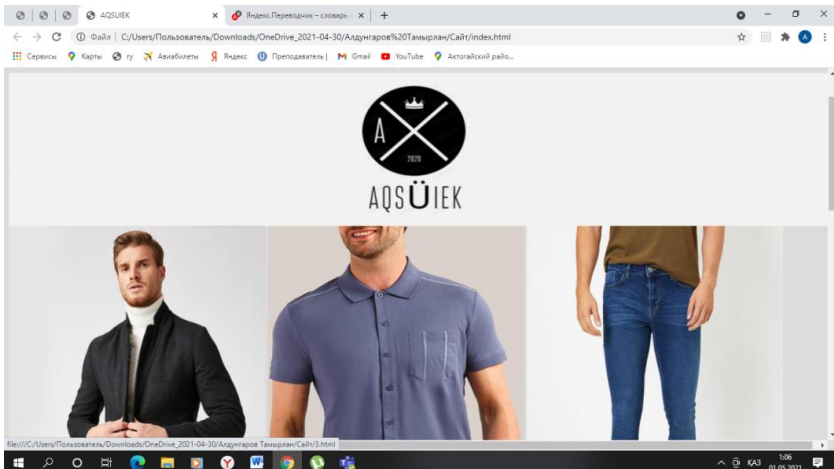 AQSUIEK
Яндекс.Переводчик – словарь
Файл | C:/Users/Пользователь/Downloads/OneDrive_2021-04-30/Алдунгаров%20Тамырлан/Сайт/index.html
Сервисы Карты ry Авиабилеты Яндекс Преподаватель | Gmail YouTube Актогайский райо...
A
2020
AQSÜIEK
file:///C:/Users/Пользователь/Downloads/OneDrive_2021-04-30/Алдунгаров Тамырлан/Сайт/3.html
ҚАЗ
1:06
01.05.2021